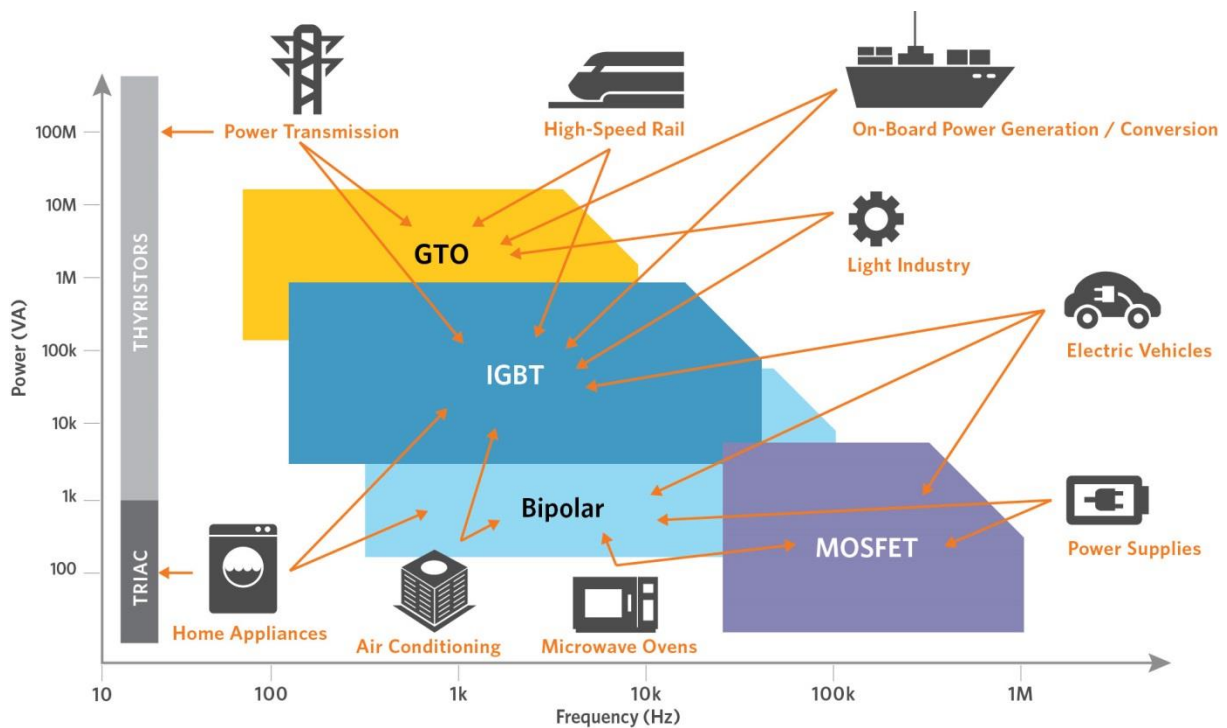 Power Transmission
High-Speed Rail
On-Board Power Generation / Conversion
Light Industry
Electric Vehicles
Power Supplies
Home Appliances
Air Conditioning
Microwave Ovens
GTO
IGBT
Bipolar
MOSFET
THYRISTORS
TRIAC
Power (VA)
100M
10M
1M
100k
10k
1k
100
10
100
1k
10k
100k
1M
Frequency (Hz)